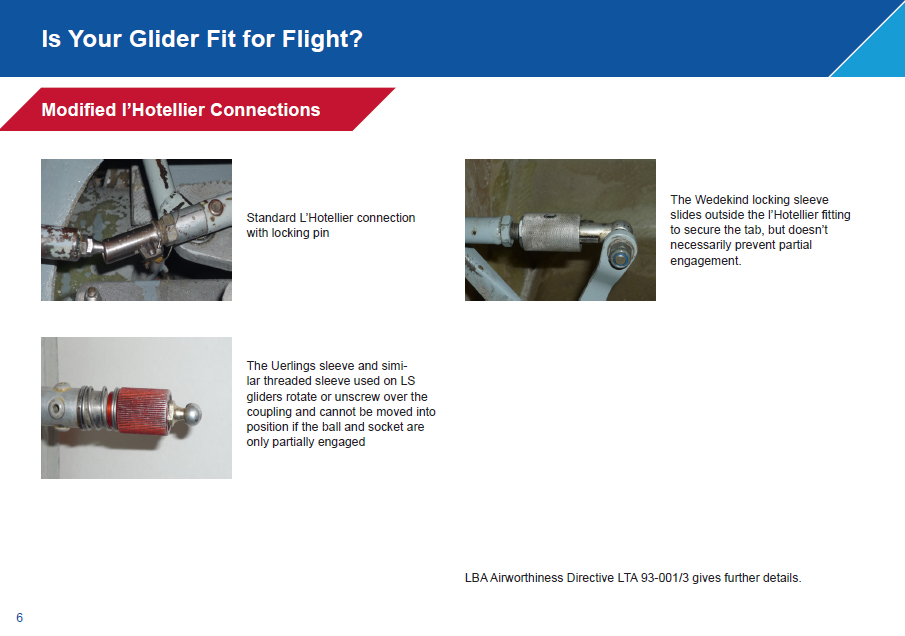 Is Your Glider Fit for Flight?
Modified l’Hotellier Connections
Standard L’Hotellier connection
with locking pin
The Wedekind locking sleeve
slides outside the l’Hotellier fitting
to secure the tab, but doesn’t
necessarily prevent partial
engagement.
The Uerlings sleeve and simi-
lar threaded sleeve used on LS
gliders rotate or unscrew over the
coupling and cannot be moved into
position if the ball and socket are
only partially engaged
LBA Airworthiness Directive LTA 93-001/3 gives further details.
6